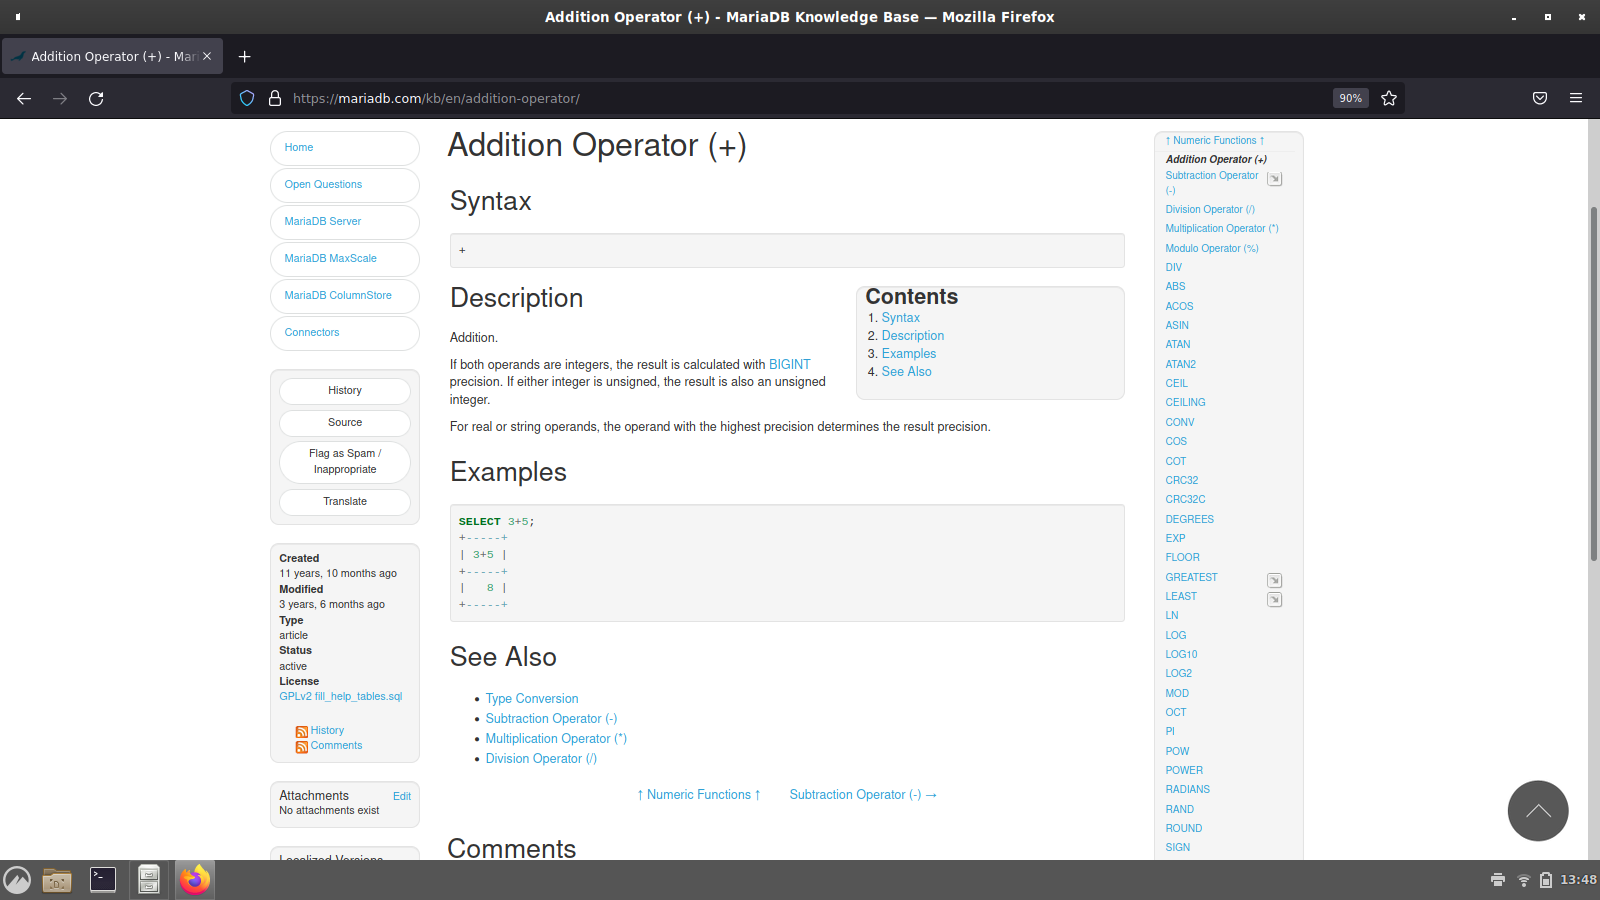 Addition Operator (+) - MariaDB Knowledge Base — Mozilla Firefox
Addition Operator (+) - Mari
https://mariadb.com/kb/en/addition-operator/
90%
Home
Open Questions
MariaDB Server
MariaDB MaxScale
MariaDB ColumnStore
Connectors
History
Source
Flag as Spam /
Inappropriate
Translate
Created
11 years, 10 months ago
Modified
3 years, 6 months ago
Type
article
Status
active
License
GPLv2 fill_help_tables.sql
History
Comments
Attachments Edit
No attachments exist
Localized Versions
Addition Operator (+)
Syntax
+
Description
Addition.
If both operands are integers, the result is calculated with BIGINT
precision. If either integer is unsigned, the result is also an unsigned
integer.
For real or string operands, the operand with the highest precision determines the result precision.
Contents
1. Syntax
2. Description
3. Examples
4. See Also
Examples
SELECT 3+5;
+-----+
| 3+5 |
+-----+
|   8 |
+-----+
See Also
• Type Conversion
• Subtraction Operator (-)
• Multiplication Operator (*)
• Division Operator (/)
↑ Numeric Functions ↑ Subtraction Operator (-) →
Comments
↑ Numeric Functions ↑
Addition Operator (+)
Subtraction Operator
(-)
Division Operator (/)
Multiplication Operator (*)
Modulo Operator (%)
DIV
ABS
ACOS
ASIN
ATAN
ATAN2
CEIL
CEILING
CONV
COS
COT
CRC32
CRC32C
DEGREES
EXP
FLOOR
GREATEST
LEAST
LN
LOG
LOG10
LOG2
MOD
OCT
PI
POW
POWER
RADIANS
RAND
ROUND
SIGN
13:48